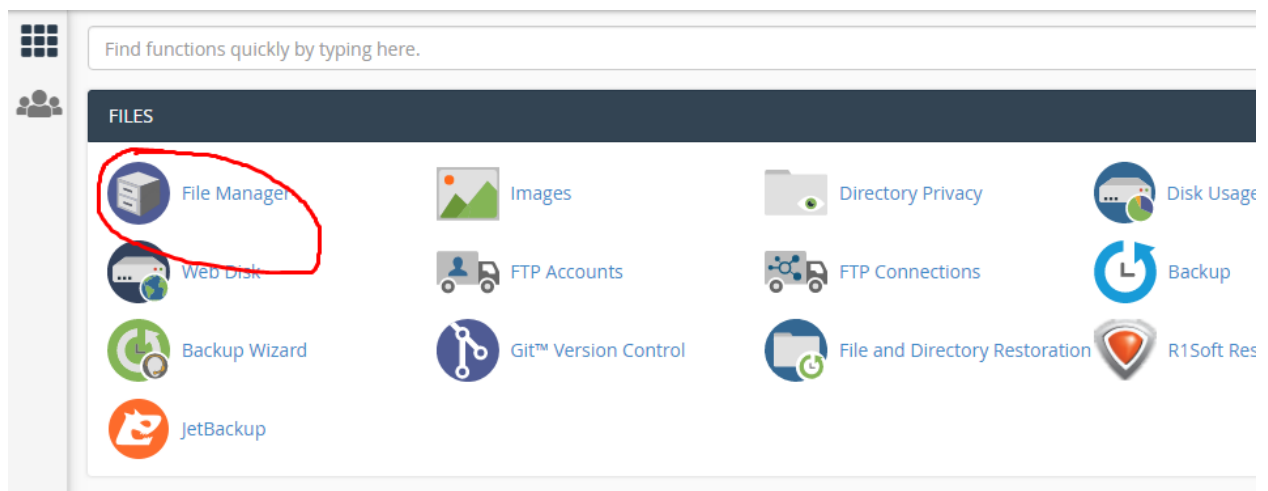 Find functions quickly by typing here.
FILES
File Manager
Images
Directory Privacy
Disk Usage
Web Disk
FTP Accounts
FTP Connections
Backup
Backup Wizard
Git™ Version Control
File and Directory Restoration
R1Soft Res
JetBackup